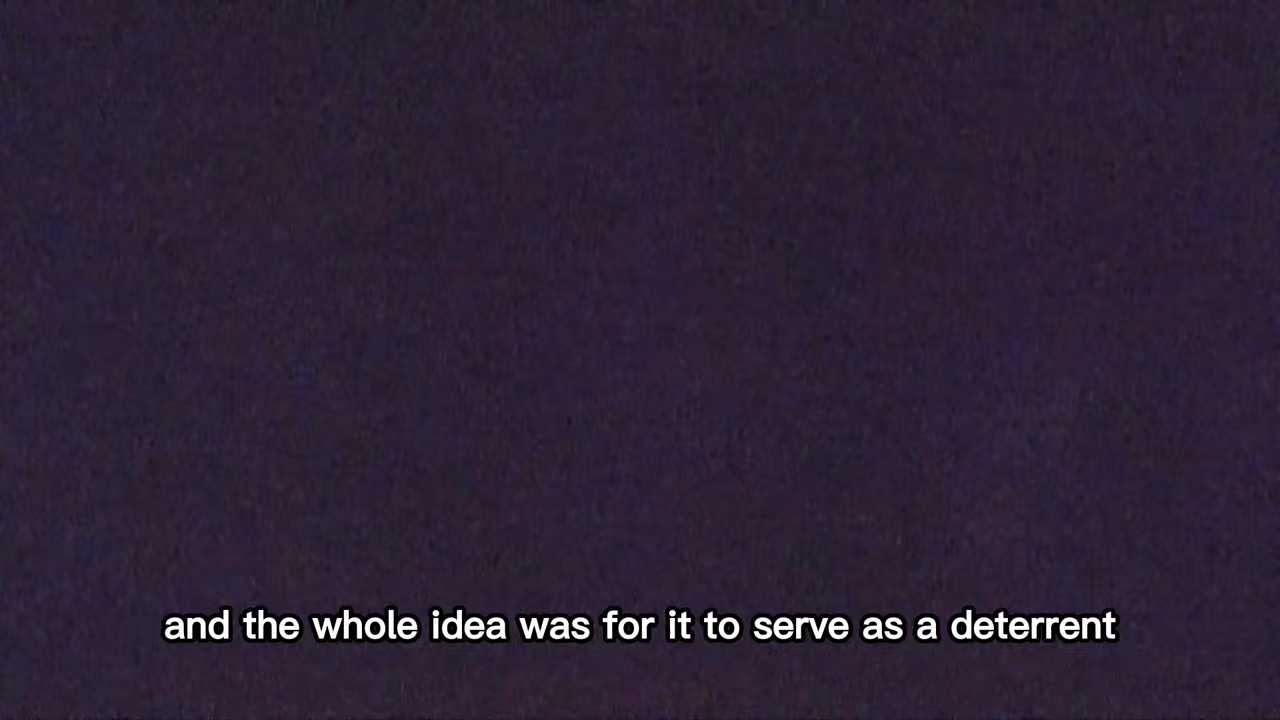 and the whole idea was for it to serve as a deterrent